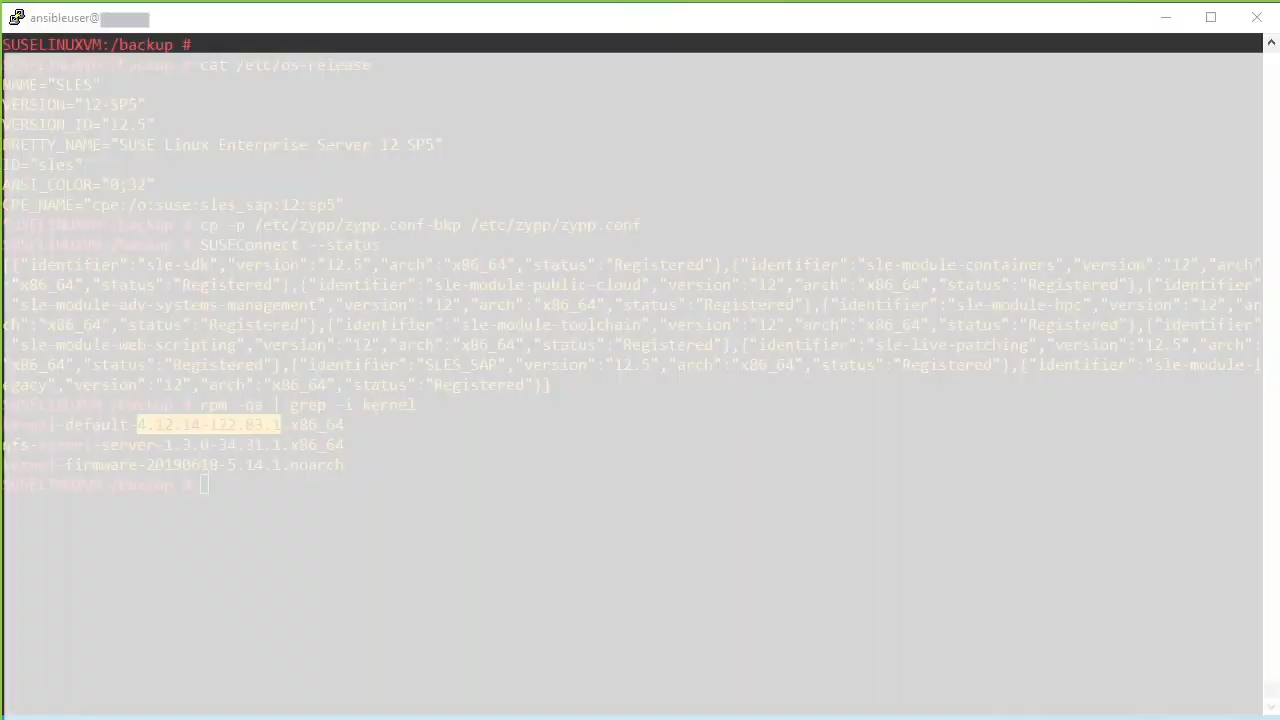 ansibleuser@
SUSELINUXVM:/backup #
SUSELINUXVM:/backup # cat /etc/os-release
NAME="SLES"
VERSION="12-SP5"
VERSION_ID="12.5"
PRETTY_NAME="SUSE Linux Enterprise Server 12 SP5"
ID="sles"
ANSI_COLOR="0;32"
CPE_NAME="cpe:/o:suse:sles_sap:12:sp5"
SUSELINUXVM:/backup # cp -p /etc/zypp/zypp.conf-bkp /etc/zypp/zypp.conf
SUSELINUXVM:/backup # SUSEConnect --status
[{"identifier":"sle-sdk","version":"12.5","arch":"x86_64","status":"Registered"},{"identifier":"sle-module-containers","version":"12","arch":
"x86_64","status":"Registered"},{"identifier":"sle-module-public-cloud","version":"12","arch":"x86_64","status":"Registered"},{"identifier":
"sle-module-adv-systems-management","version":"12","arch":"x86_64","status":"Registered"},{"identifier":"sle-module-hpc","version":"12","ar
ch":"x86_64","status":"Registered"},{"identifier":"sle-module-toolchain","version":"12","arch":"x86_64","status":"Registered"},{"identifier":
"sle-module-web-scripting","version":"12","arch":"x86_64","status":"Registered"},{"identifier":"sle-live-patching","version":"12.5","arch":
"x86_64","status":"Registered"},{"identifier":"SLES_SAP","version":"12.5","arch":"x86_64","status":"Registered"},{"identifier":"sle-module-l
egacy","version":"12","arch":"x86_64","status":"Registered"}]
SUSELINUXVM:/backup # rpm -qa | grep -i kernel
kernel-default-4.12.14-122.83.1.x86_64
nfs-kernel-server-1.3.0-34.31.1.x86_64
kernel-firmware-20190618-5.14.1.noarch
SUSELINUXVM:/backup #